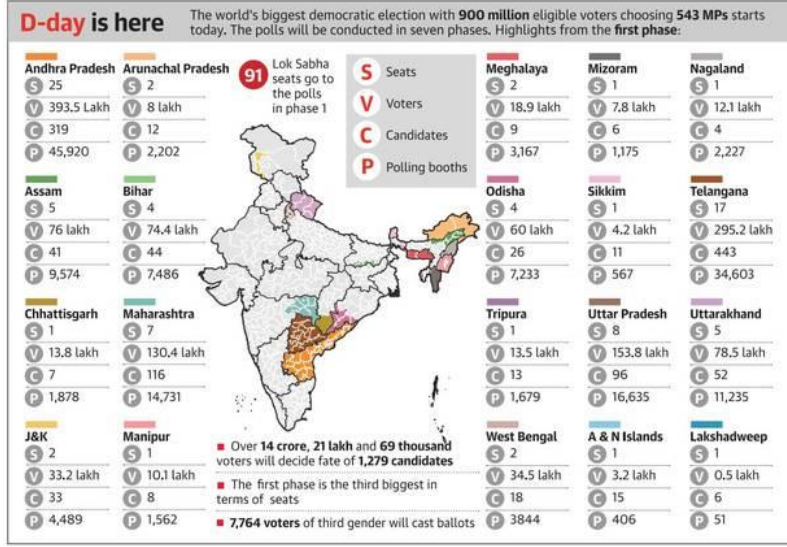 D-day is here
The world's biggest democratic election with 900 million eligible voters choosing 543 MPs starts
today. The polls will be conducted in seven phases. Highlights from the first phase:
Andhra Pradesh
S 25
V 393.5 Lakh
C 319
P 45,920
Arunachal Pradesh
S 2
V 8 lakh
C 12
P 2,202
91
Lok Sabha
seats go to
the polls
in phase 1
S Seats
V Voters
C Candidates
P Polling booths
Meghalaya
S 2
V 18.9 lakh
C 9
P 3,167
Mizoram
S 1
V 7.8 lakh
C 6
P 1,175
Nagaland
S 1
V 12.1 lakh
C 4
P 2,227
Assam
S 5
V 76 lakh
C 41
P 9,574
Bihar
S 4
V 74.4 lakh
C 44
P 7,486
Odisha
S 4
V 60 lakh
C 26
P 7,233
Sikkim
S 1
V 4.2 lakh
C 11
P 567
Telangana
S 17
V 295.2 lakh
C 443
P 34,603
Chhattisgarh
S 1
V 13.8 lakh
C 7
P 1,878
Maharashtra
S 7
V 130.4 lakh
C 116
P 14,731
Tripura
S 1
V 13.5 lakh
C 13
P 1,679
Uttar Pradesh
S 8
V 153.8 lakh
C 96
P 16,635
Uttarakhand
S 5
V 78.5 lakh
C 52
P 11,235
J&K
S 2
V 33.2 lakh
C 33
P 4,489
Manipur
S 1
V 10.1 lakh
C 8
P 1,562
Over 14 crore, 21 lakh and 69 thousand
voters will decide fate of 1,279 candidates
The first phase is the third biggest in
terms of seats
7,764 voters of third gender will cast ballots
West Bengal
S 2
V 34.5 lakh
C 18
P 3844
A & N Islands
S 1
V 3.2 lakh
C 15
P 406
Lakshadweep
S 1
V 0.5 lakh
C 6
P 51